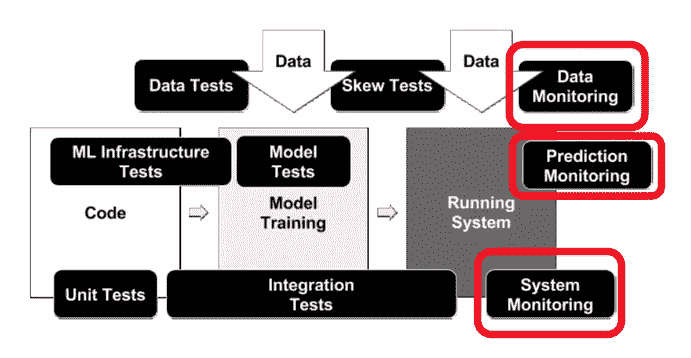 Data
Data
Data Tests
Skew Tests
Data
Monitoring
ML Infrastructure
Tests
Model
Tests
Prediction
Monitoring
Code
Model
Training
Running
System
Unit Tests
Integration
Tests
System
Monitoring